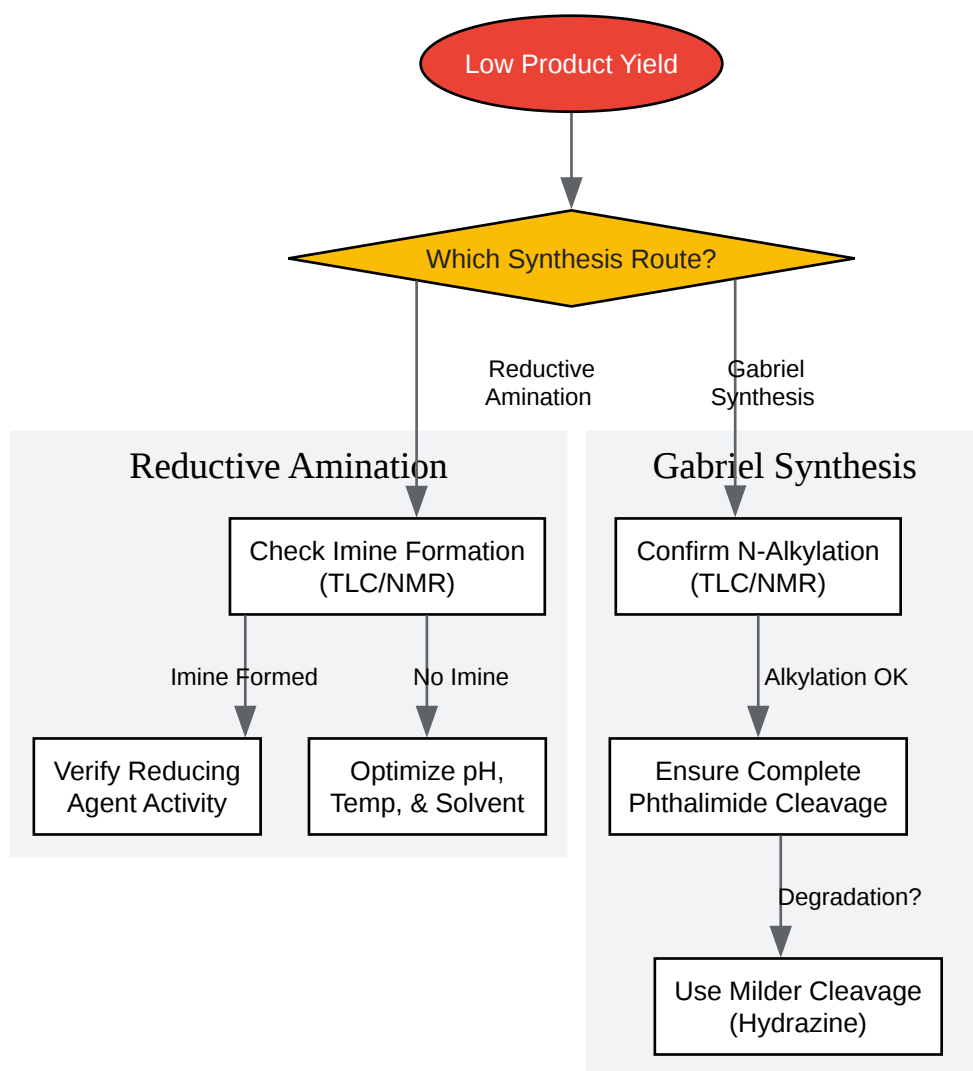 Low Product Yield
Which Synthesis Route?
Reductive
Amination
Gabriel
Synthesis
Reductive Amination
Gabriel Synthesis
Check Imine Formation
(TLC/NMR)
Confirm N-Alkylation
(TLC/NMR)
Imine Formed
No Imine
Alkylation OK
Verify Reducing
Agent Activity
Optimize pH,
Temp, & Solvent
Ensure Complete
Phthalimide Cleavage
Degradation?
Use Milder Cleavage
(Hydrazine)